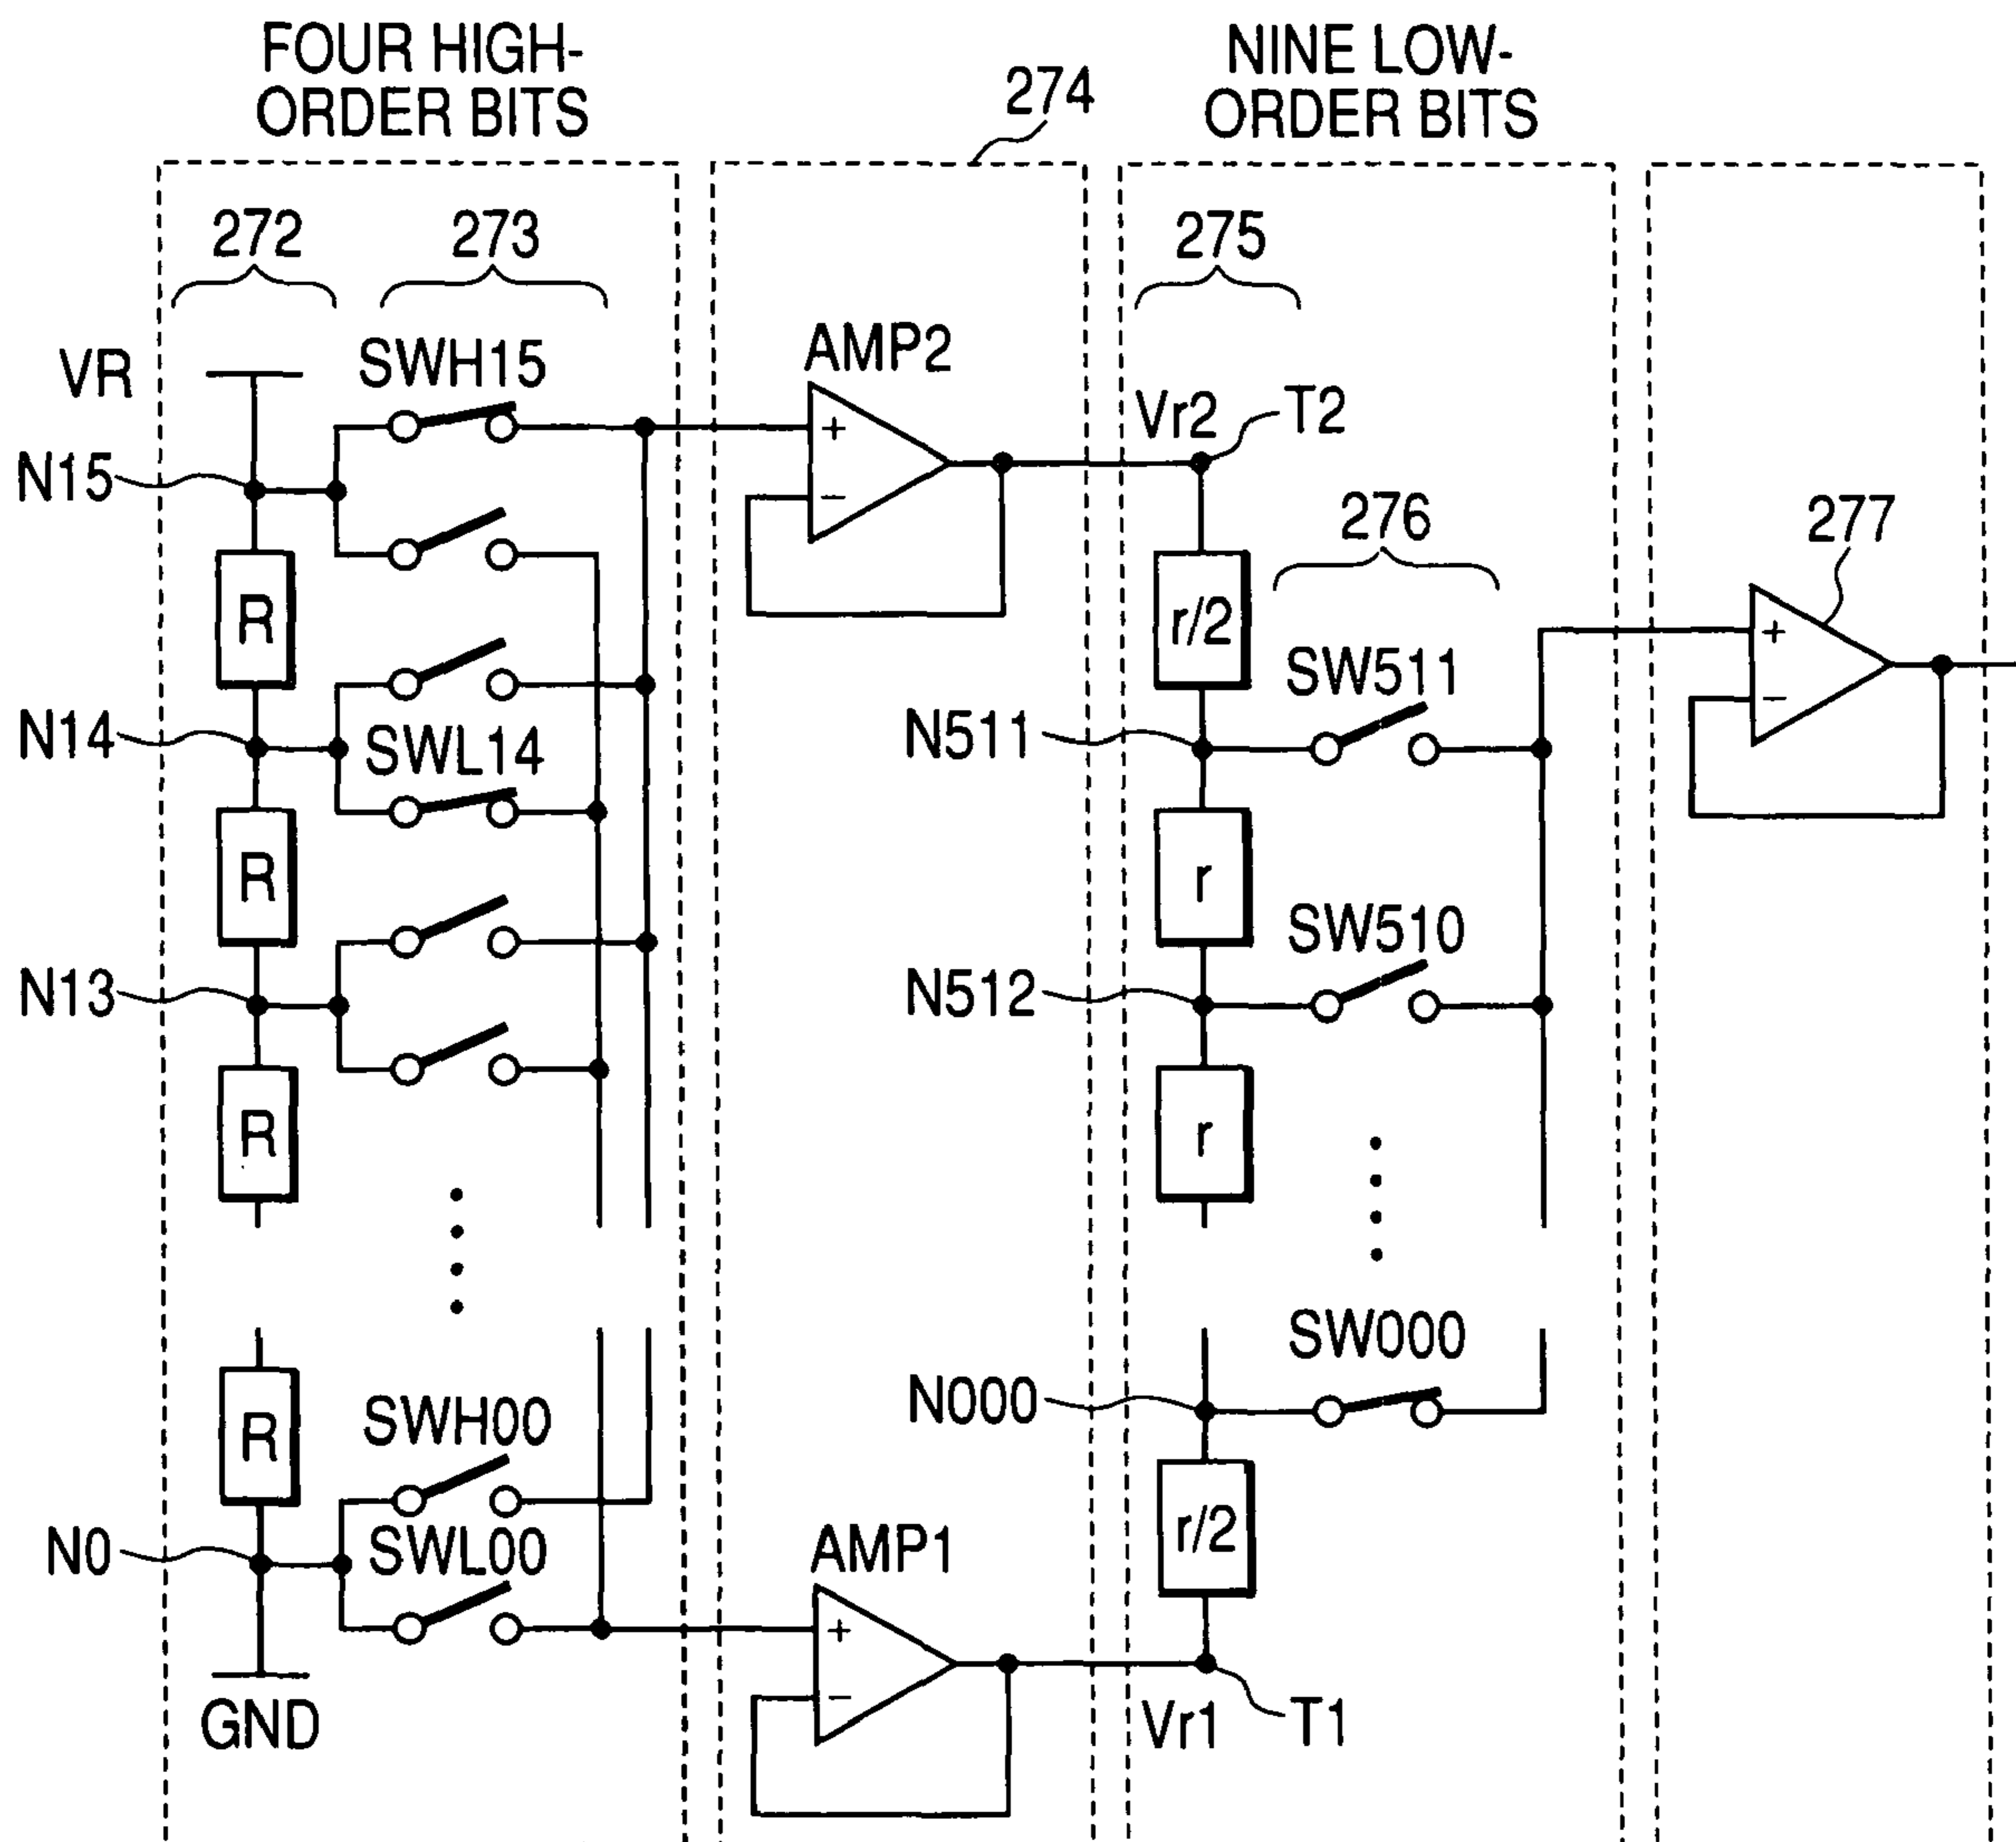 FOUR HIGH-
ORDER BITS
274
NINE LOW-
ORDER BITS
272
273
275
VR
SWH15
AMP2
Vr2
T2
N15
+
−
276
277
R
r/2
+
−
SW511
N14
SWL14
N511
R
r
SW510
N13
N512
R
r
SW000
N000
R
SWH00
N0
SWL00
AMP1
r/2
+
−
GND
Vr1
T1